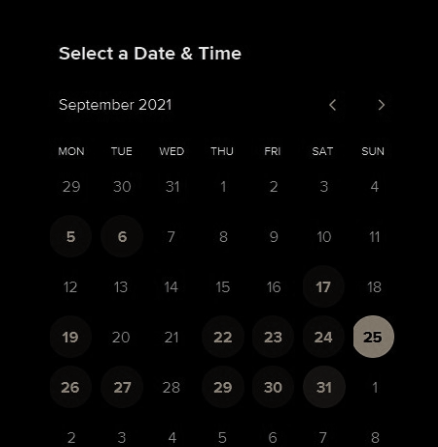 Select a Date & Time
September 2021
MON TUE WED THU FRI SAT SUN
29 30 31 1 2 3 4
5 6 7 8 9 10 11
12 13 14 15 16 17 18
19 20 21 22 23 24 25
26 27 28 29 30 31 1
2 3 4 5 6 7 8